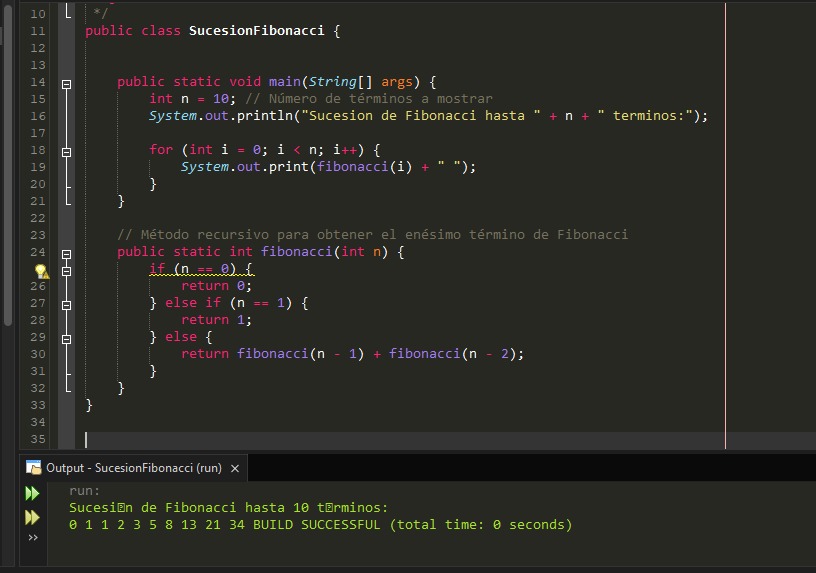 10 */
11 public class SucesionFibonacci {
12
13
14 public static void main(String[] args) {
15 int n = 10; // Número de términos a mostrar
16 System.out.println("Sucesion de Fibonacci hasta " + n + " terminos:");
17
18 for (int i = 0; i < n; i++) {
19 System.out.print(fibonacci(i) + " ");
20 }
21 }
22
23 // Método recursivo para obtener el enésimo término de Fibonacci
24 public static int fibonacci(int n) {
if (n == 0) {
26 return 0;
27 } else if (n == 1) {
28 return 1;
29 } else {
30 return fibonacci(n - 1) + fibonacci(n - 2);
31 }
32 }
33 }
34
35
Output - SucesionFibonacci (run) ×
run:
Sucesi▯n de Fibonacci hasta 10 t▯rminos:
0 1 1 2 3 5 8 13 21 34 BUILD SUCCESSFUL (total time: 0 seconds)